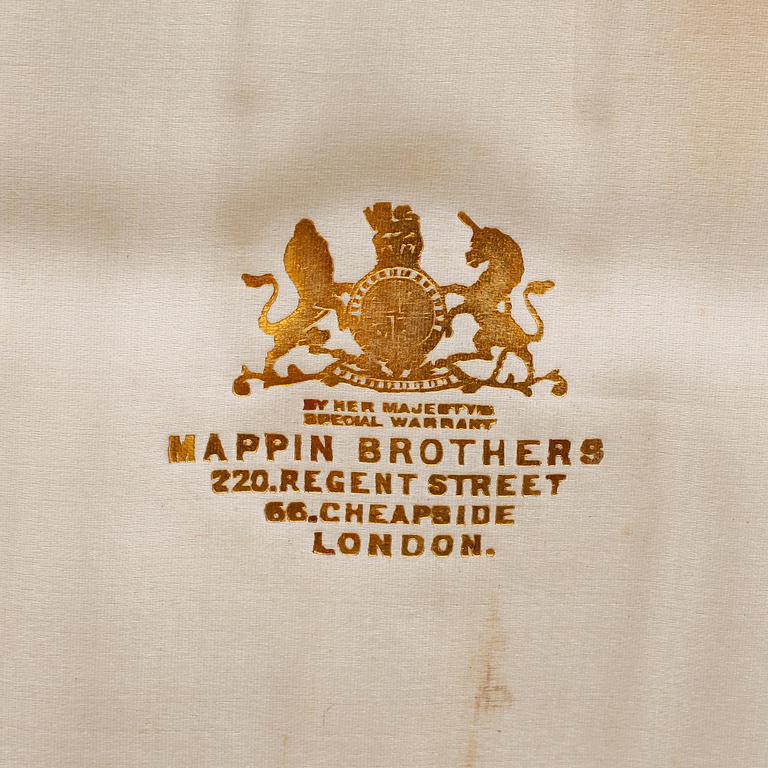 BY HER MAJESTY'S
SPECIAL WARRANT
MAPPIN BROTHERS
220.REGENT STREET
66.CHEAPSIDE
LONDON.